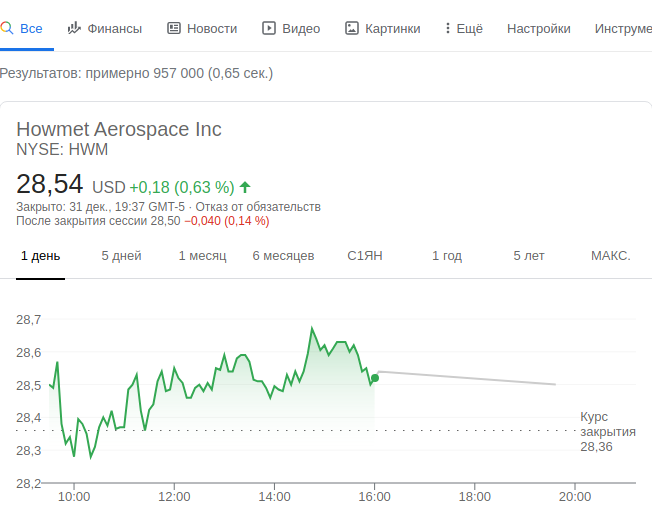 Все Финансы Новости Видео Картинки Ещё Настройки Инструме
Результатов: примерно 957 000 (0,65 сек.)
Howmet Aerospace Inc
NYSE: HWM
28,54 USD +0,18 (0,63 %)
Закрыто: 31 дек., 19:37 GMT-5 · Отказ от обязательств
После закрытия сессии 28,50 −0,040 (0,14 %)
1 день 5 дней 1 месяц 6 месяцев С1ЯН 1 год 5 лет МАКС.
28,7
28,6
28,5
28,4
Курс
закрытия
28,36
28,3
28,2
10:00 12:00 14:00 16:00 18:00 20:00